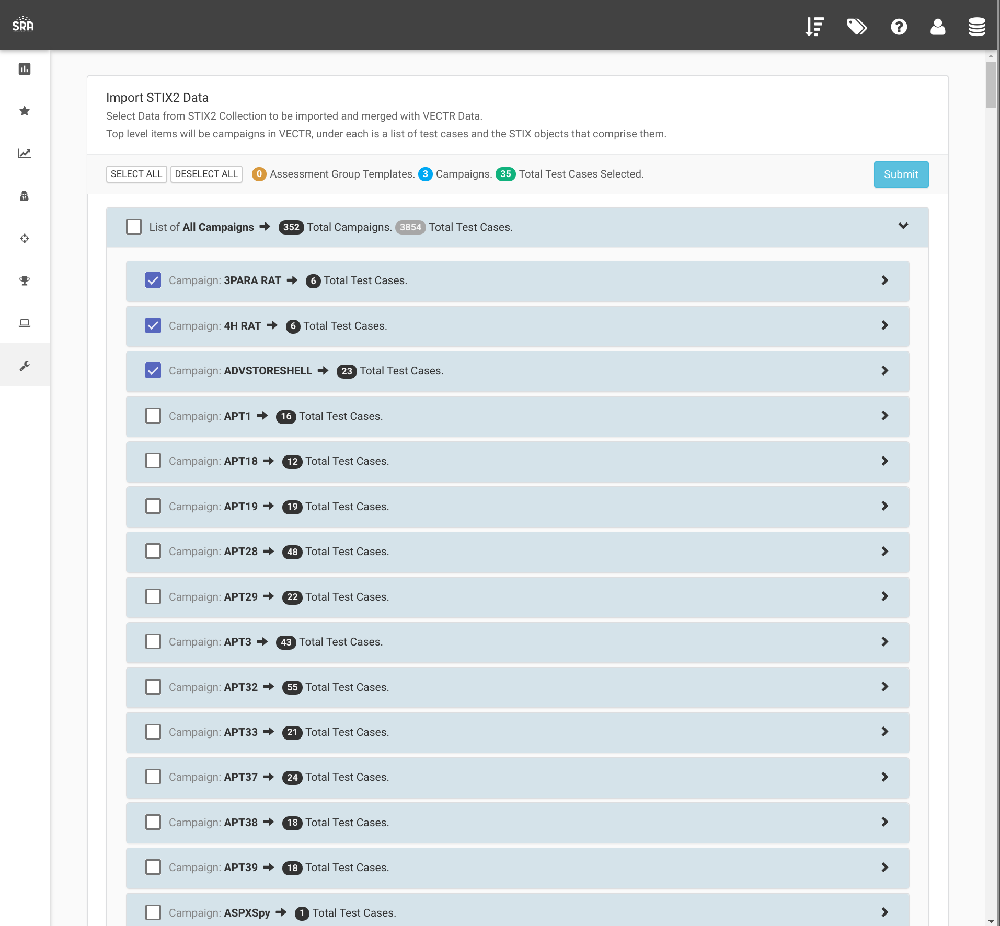 SRA
Import STIX2 Data
Select Data from STIX2 Collection to be imported and merged with VECTR Data.
Top level items will be campaigns in VECTR, under each is a list of test cases and the STIX objects that comprise them.
SELECT ALL DESELECT ALL 0 Assessment Group Templates. 3 Campaigns. 35 Total Test Cases Selected. Submit
List of All Campaigns 352 Total Campaigns. 3854 Total Test Cases.
Campaign: 3PARA RAT 6 Total Test Cases.
Campaign: 4H RAT 6 Total Test Cases.
Campaign: ADVSTORESHELL 23 Total Test Cases.
Campaign: APT1 16 Total Test Cases.
Campaign: APT18 12 Total Test Cases.
Campaign: APT19 19 Total Test Cases.
Campaign: APT28 48 Total Test Cases.
Campaign: APT29 22 Total Test Cases.
Campaign: APT3 43 Total Test Cases.
Campaign: APT32 55 Total Test Cases.
Campaign: APT33 21 Total Test Cases.
Campaign: APT37 24 Total Test Cases.
Campaign: APT38 18 Total Test Cases.
Campaign: APT39 18 Total Test Cases.
Campaign: ASPXSpy 1 Total Test Cases.